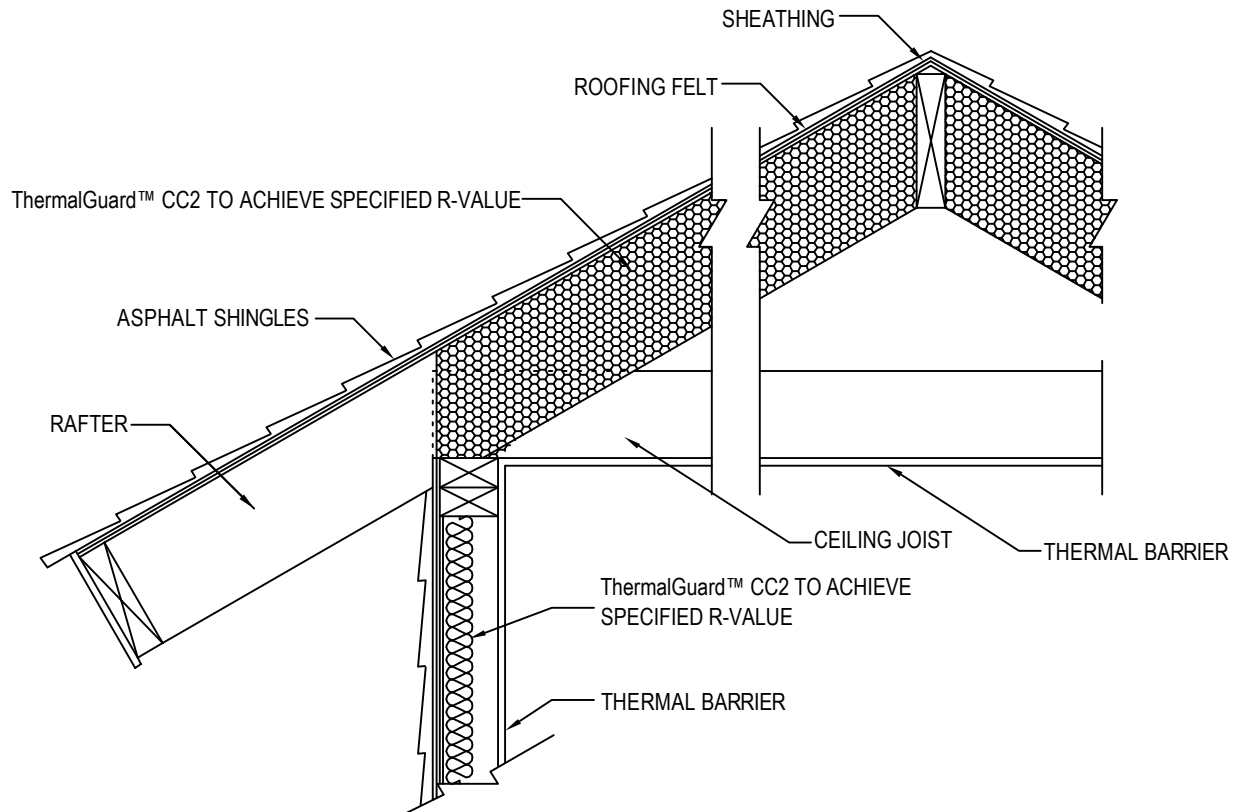 SHEATHING
ROOFING FELT
ThermalGuard™ CC2 TO ACHIEVE SPECIFIED R-VALUE
ASPHALT SHINGLES
RAFTER
CEILING JOIST
THERMAL BARRIER
ThermalGuard™ CC2 TO ACHIEVE
SPECIFIED R-VALUE
THERMAL BARRIER